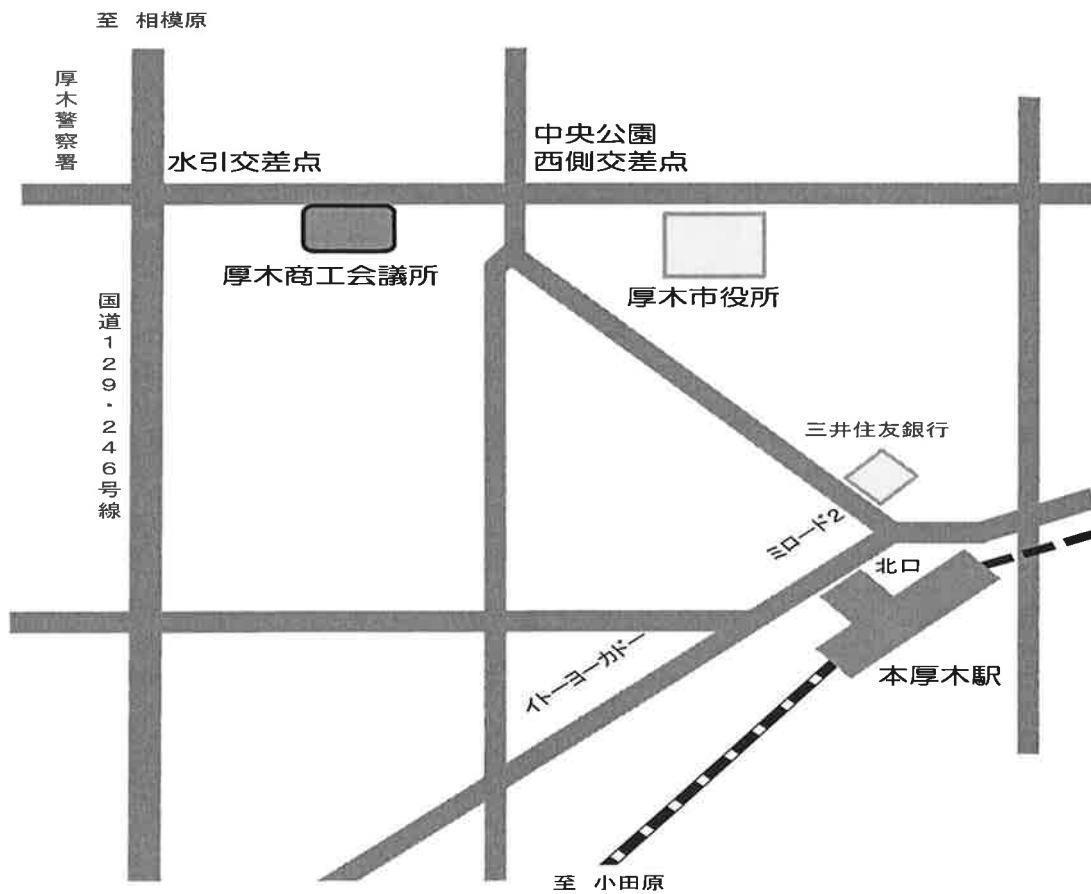 至 相模原
厚木警察署
水引交差点
中央公園
西側交差点
厚木商工会議所
厚木市役所
国道129・246号線
三井住友銀行
ミロード2
北口
イトーヨーカドー
本厚木駅
至 小田原